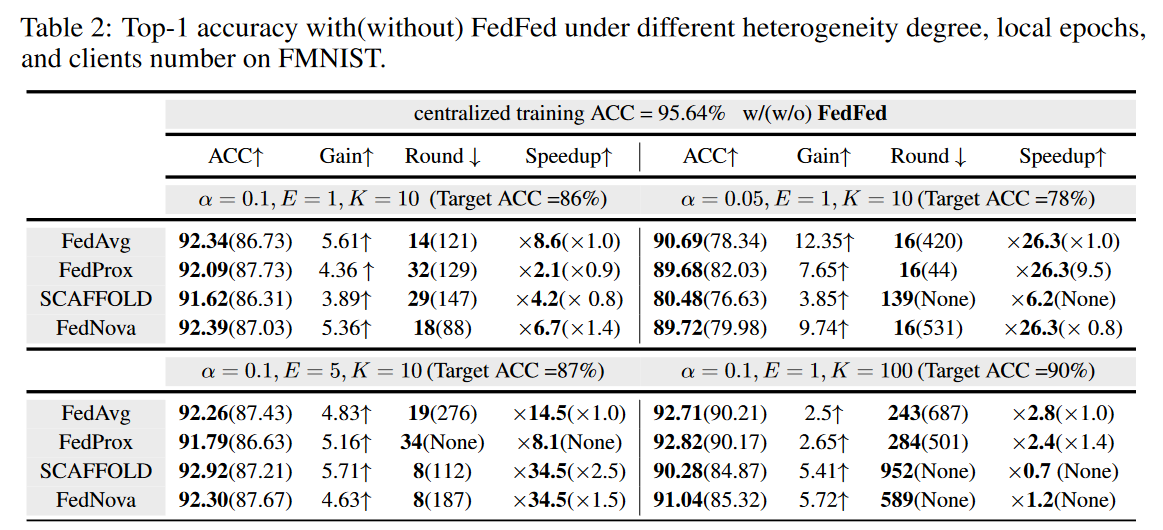 Table 2: Top-1 accuracy with(without) FedFed under different heterogeneity degree, local epochs,
and clients number on FMNIST.
centralized training ACC = 95.64% w/(w/o) FedFed
ACC↑ Gain↑ Round ↓ Speedup↑ ACC↑ Gain↑ Round ↓ Speedup↑
α = 0.1, E = 1, K = 10 (Target ACC =86%) α = 0.05, E = 1, K = 10 (Target ACC =78%)
FedAvg 92.34(86.73) 5.61↑ 14(121) ×8.6(×1.0) 90.69(78.34) 12.35↑ 16(420) ×26.3(×1.0)
FedProx 92.09(87.73) 4.36 ↑ 32(129) ×2.1(×0.9) 89.68(82.03) 7.65↑ 16(44) ×26.3(9.5)
SCAFFOLD 91.62(86.31) 3.89↑ 29(147) ×4.2(× 0.8) 80.48(76.63) 3.85↑ 139(None) ×6.2(None)
FedNova 92.39(87.03) 5.36↑ 18(88) ×6.7(×1.4) 89.72(79.98) 9.74↑ 16(531) ×26.3(× 0.8)
α = 0.1, E = 5, K = 10 (Target ACC =87%) α = 0.1, E = 1, K = 100 (Target ACC =90%)
FedAvg 92.26(87.43) 4.83↑ 19(276) ×14.5(×1.0) 92.71(90.21) 2.5↑ 243(687) ×2.8(×1.0)
FedProx 91.79(86.63) 5.16↑ 34(None) ×8.1(None) 92.82(90.17) 2.65↑ 284(501) ×2.4(×1.4)
SCAFFOLD 92.92(87.21) 5.71↑ 8(112) ×34.5(×2.5) 90.28(84.87) 5.41↑ 952(None) ×0.7 (None)
FedNova 92.30(87.67) 4.63↑ 8(187) ×34.5(×1.5) 91.04(85.32) 5.72↑ 589(None) ×1.2(None)